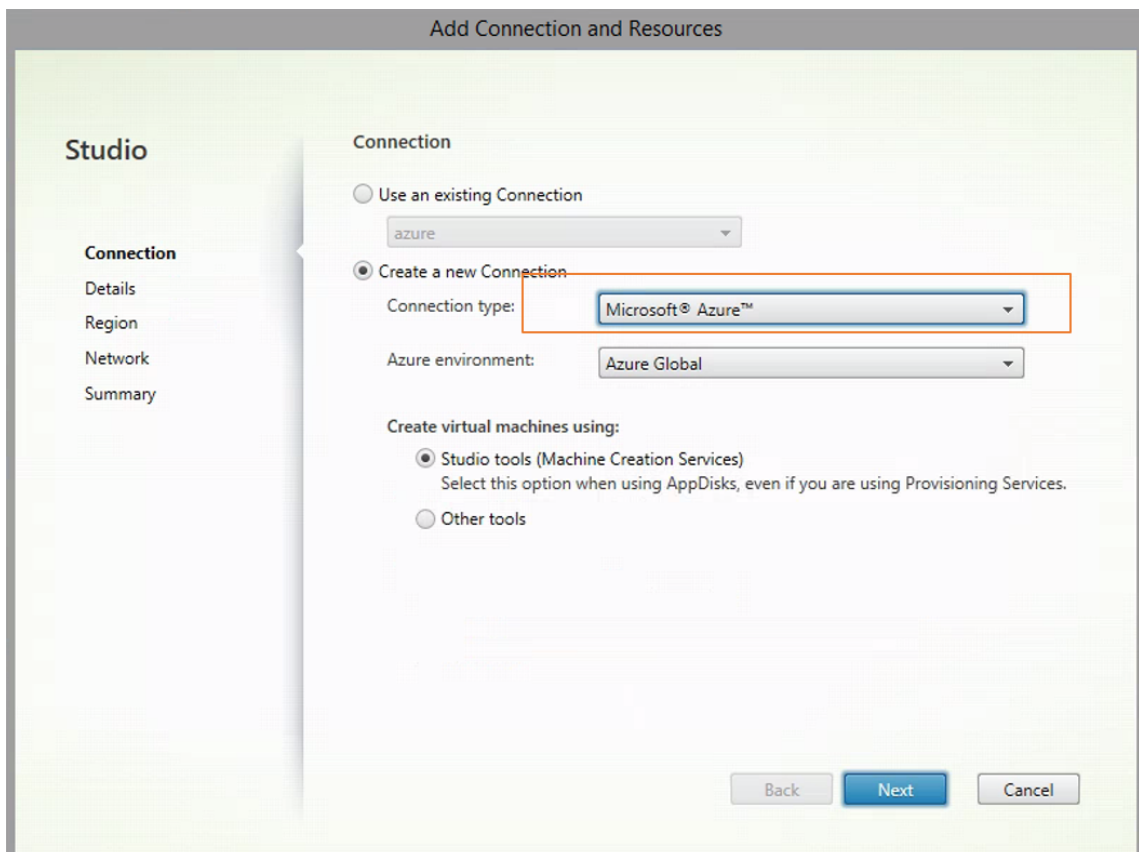 Add Connection and Resources
Studio
Connection
Details
Region
Network
Summary
Connection
Use an existing Connection
azure
Create a new Connection
Connection type:
Microsoft® Azure™
Azure environment:
Azure Global
Create virtual machines using:
Studio tools (Machine Creation Services)
Select this option when using AppDisks, even if you are using Provisioning Services.
Other tools
Back
Next
Cancel